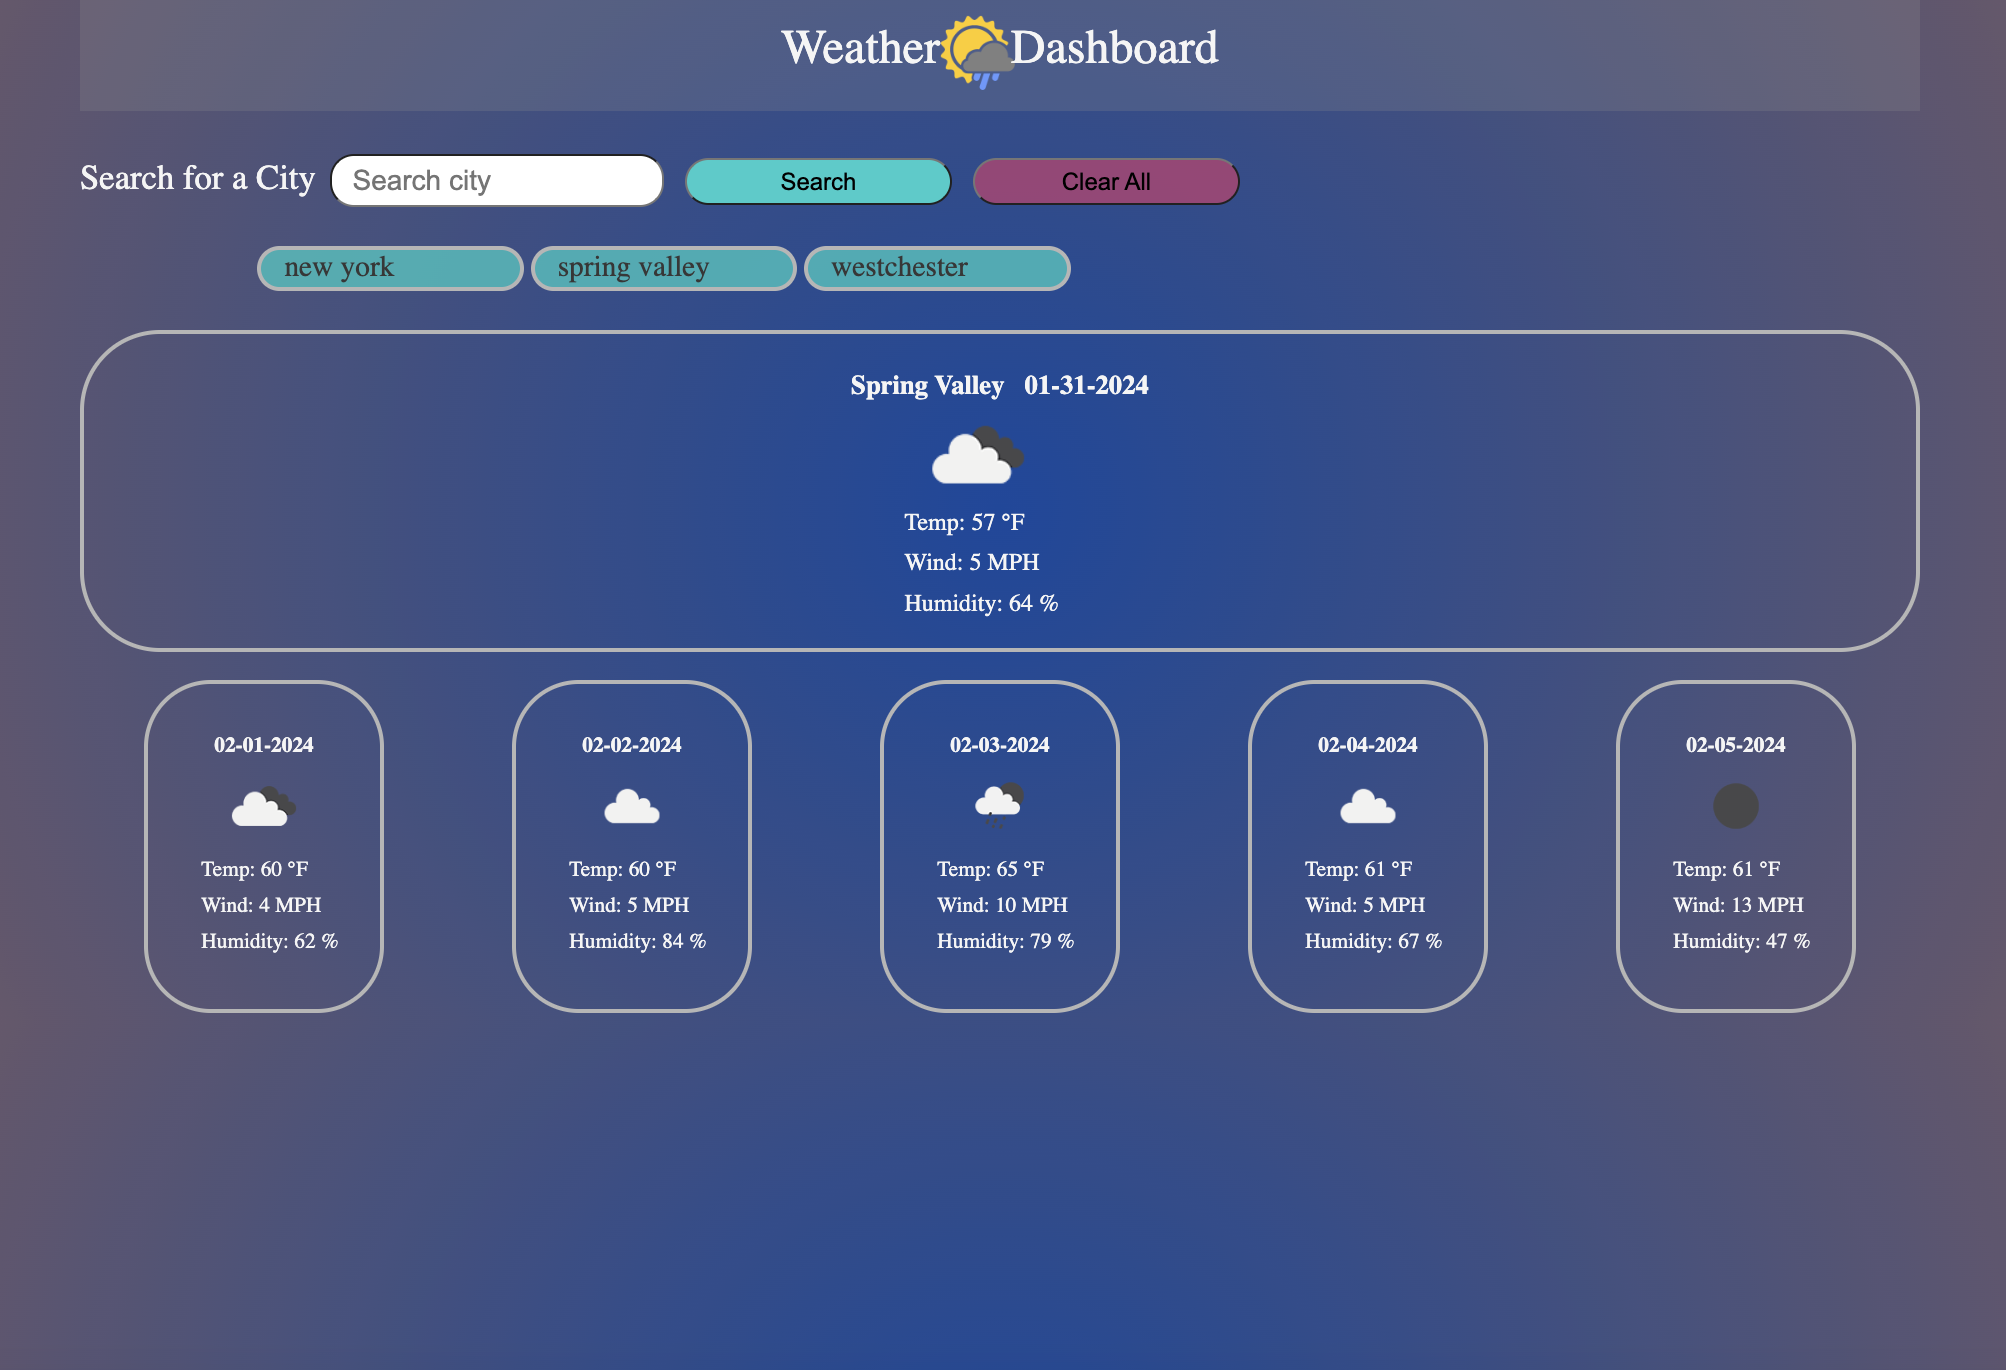 Weather Dashboard
Search for a City Search city Search Clear All
new york spring valley westchester
Spring Valley 01-31-2024
Temp: 57 °F
Wind: 5 MPH
Humidity: 64 %
02-01-2024
Temp: 60 °F
Wind: 4 MPH
Humidity: 62 %
02-02-2024
Temp: 60 °F
Wind: 5 MPH
Humidity: 84 %
02-03-2024
Temp: 65 °F
Wind: 10 MPH
Humidity: 79 %
02-04-2024
Temp: 61 °F
Wind: 5 MPH
Humidity: 67 %
02-05-2024
Temp: 61 °F
Wind: 13 MPH
Humidity: 47 %